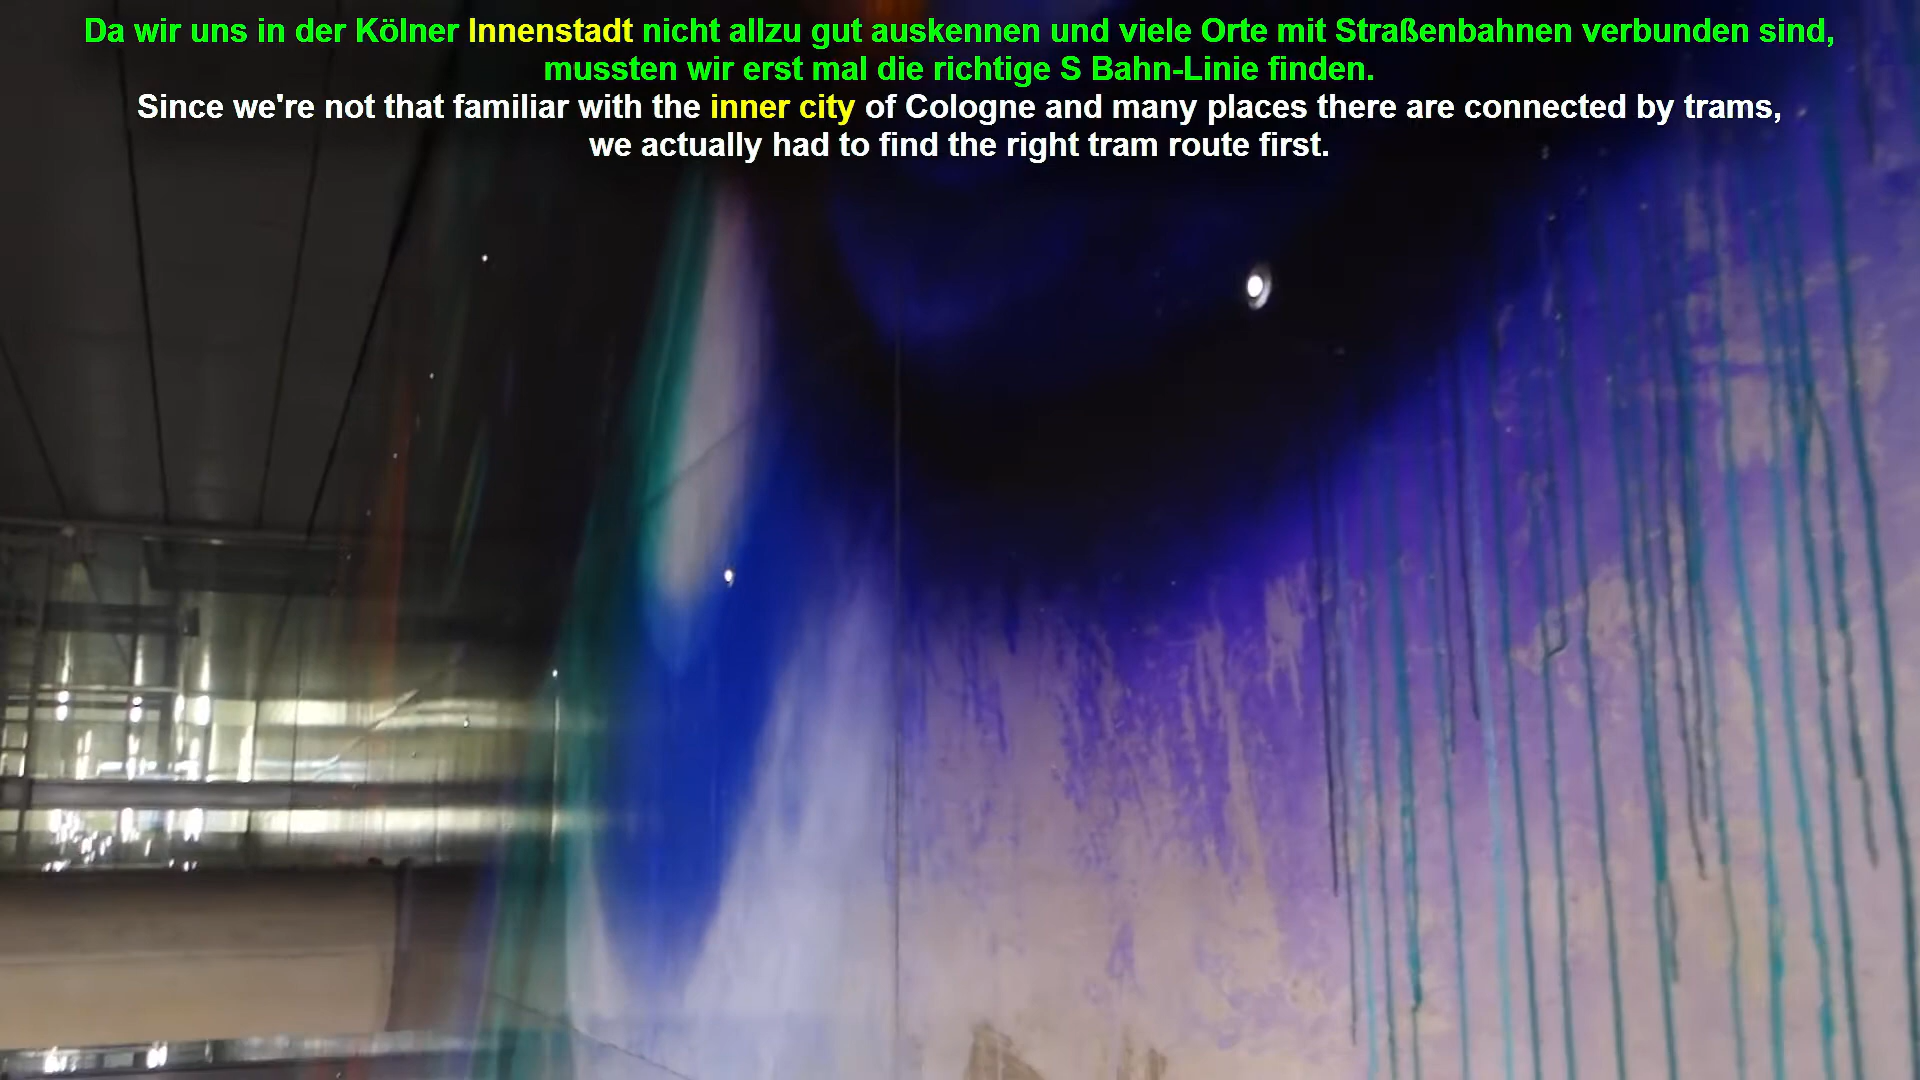 Da wir uns in der Kölner Innenstadt nicht allzu gut auskennen und viele Orte mit Straßenbahnen verbunden sind,
mussten wir erst mal die richtige S Bahn-Linie finden.
Since we're not that familiar with the inner city of Cologne and many places there are connected by trams,
we actually had to find the right tram route first.